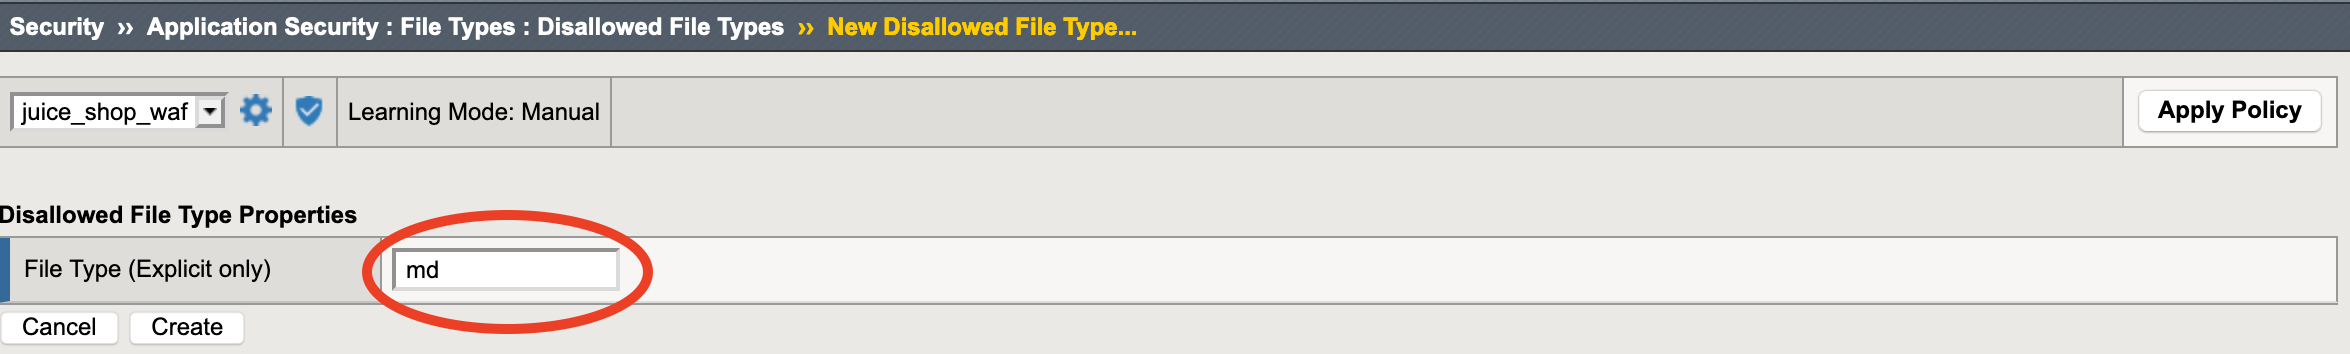 Security ›› Application Security : File Types : Disallowed File Types ›› New Disallowed File Type...
juice_shop_waf Learning Mode: Manual Apply Policy
Disallowed File Type Properties
File Type (Explicit only) md
Cancel Create